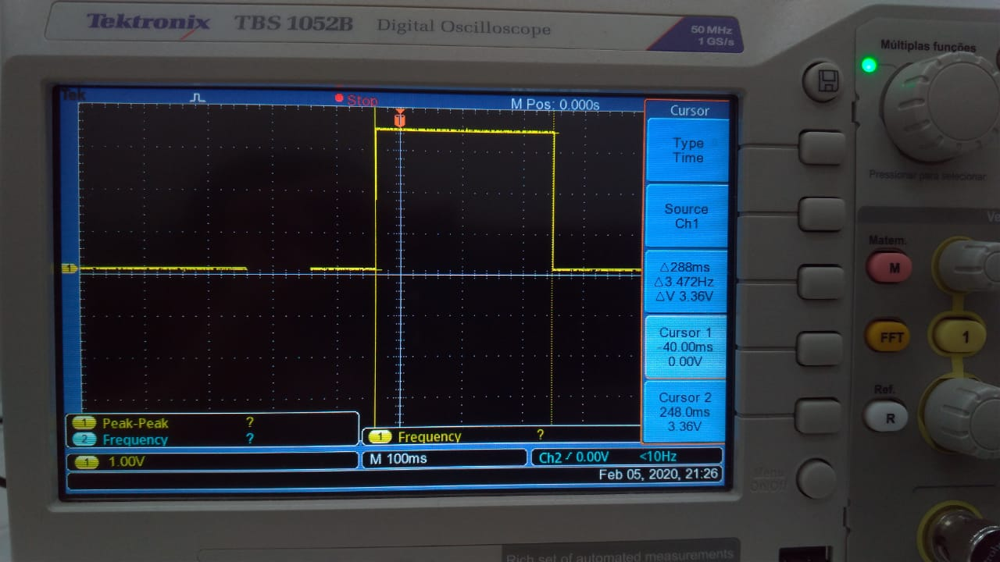 Tektronix TBS 1052B Digital Oscilloscope
50 MHz
1 GS/s
Múltiplas funções
Pressionar para selecionar
Tek
Stop
M Pos: 0.000s
T
1
Cursor
Type
Time
Source
Ch1
△288ms
△3.472Hz
△V 3.36V
Cursor 1
-40.00ms
0.00V
Cursor 2
248.0ms
3.36V
1 Peak-Peak ?
2 Frequency ?
1 Frequency ?
1 1.00V
M 100ms
Ch2 0.00V <10Hz
Feb 05, 2020, 21:26
Matem.
M
FFT
1
Ref.
R
Menu
On/Off
Rich set of automated measurements